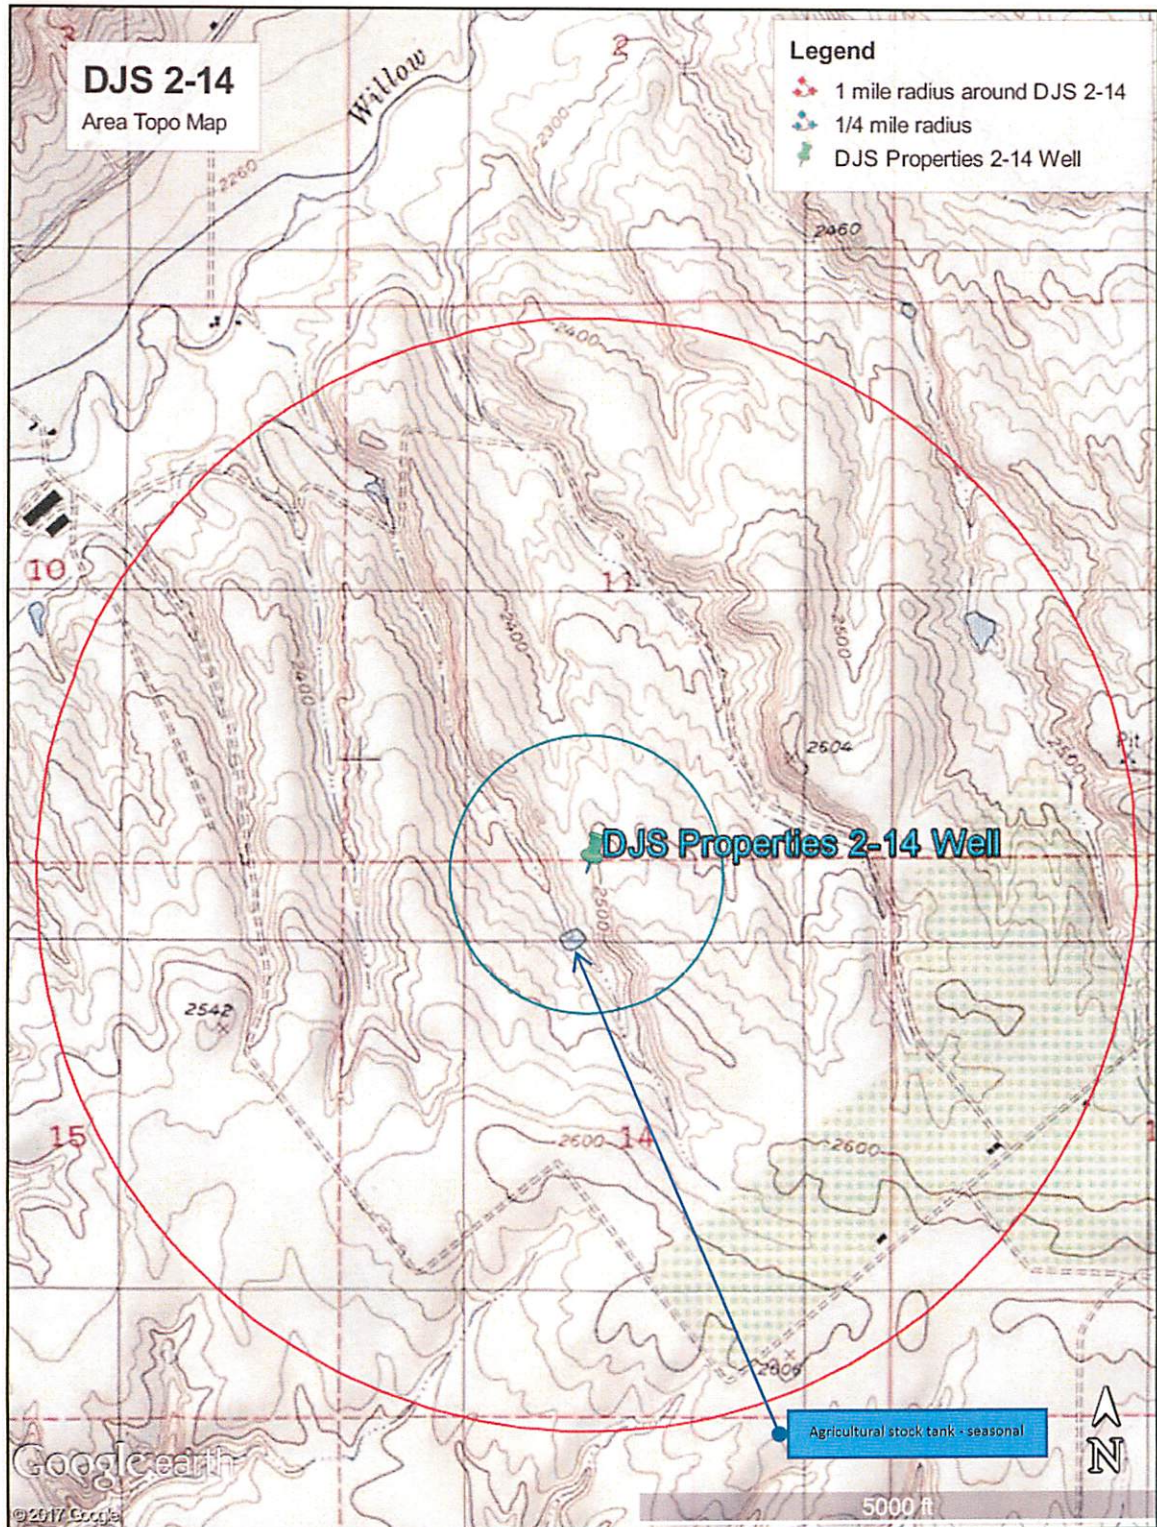 3
2
DJS 2-14
Area Topo Map
Willow
Legend
1 mile radius around DJS 2-14
1/4 mile radius
DJS Properties 2-14 Well
2300
2260
2460
2400
10
11
2400
2400
2500
2504
2500
Pit
DJS Properties 2-14 Well
2500
2542
15
2600
14
2600
1
2606
Agricultural stock tank - seasonal
N
Google earth
© 2017 Google
5000 ft